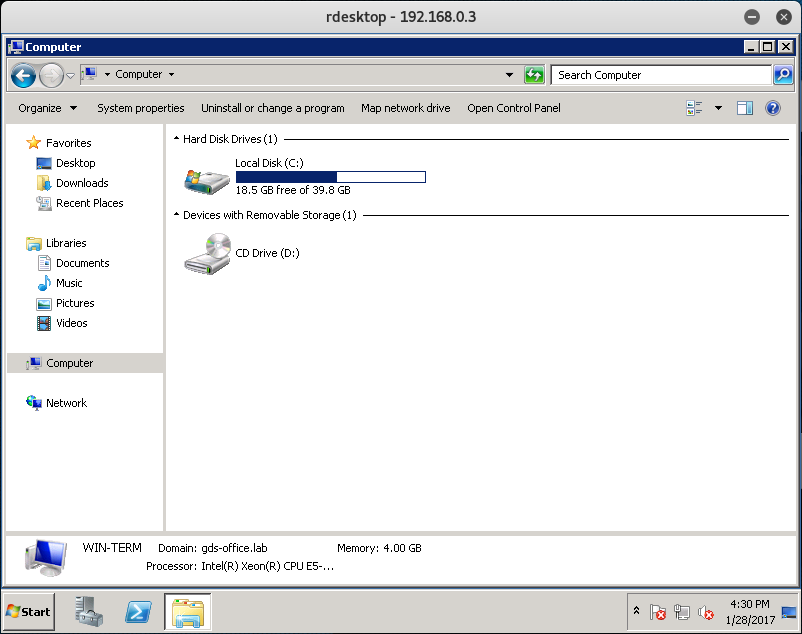 rdesktop - 192.168.0.3
Computer
Computer
Search Computer
Organize System properties Uninstall or change a program Map network drive Open Control Panel
Favorites
Desktop
Downloads
Recent Places
Libraries
Documents
Music
Pictures
Videos
Computer
Network
Hard Disk Drives (1)
Local Disk (C:)
18.5 GB free of 39.8 GB
Devices with Removable Storage (1)
CD Drive (D:)
WIN-TERM Domain: gds-office.lab Memory: 4.00 GB
Processor: Intel(R) Xeon(R) CPU E5-...
Start
4:30 PM
1/28/2017